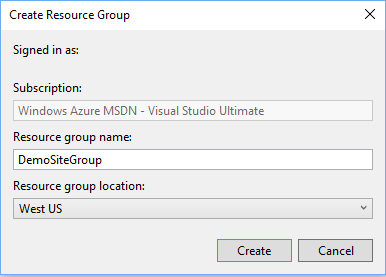 Create Resource Group
Signed in as:
Subscription:
Windows Azure MSDN - Visual Studio Ultimate
Resource group name:
DemoSiteGroup
Resource group location:
West US
Create Cancel